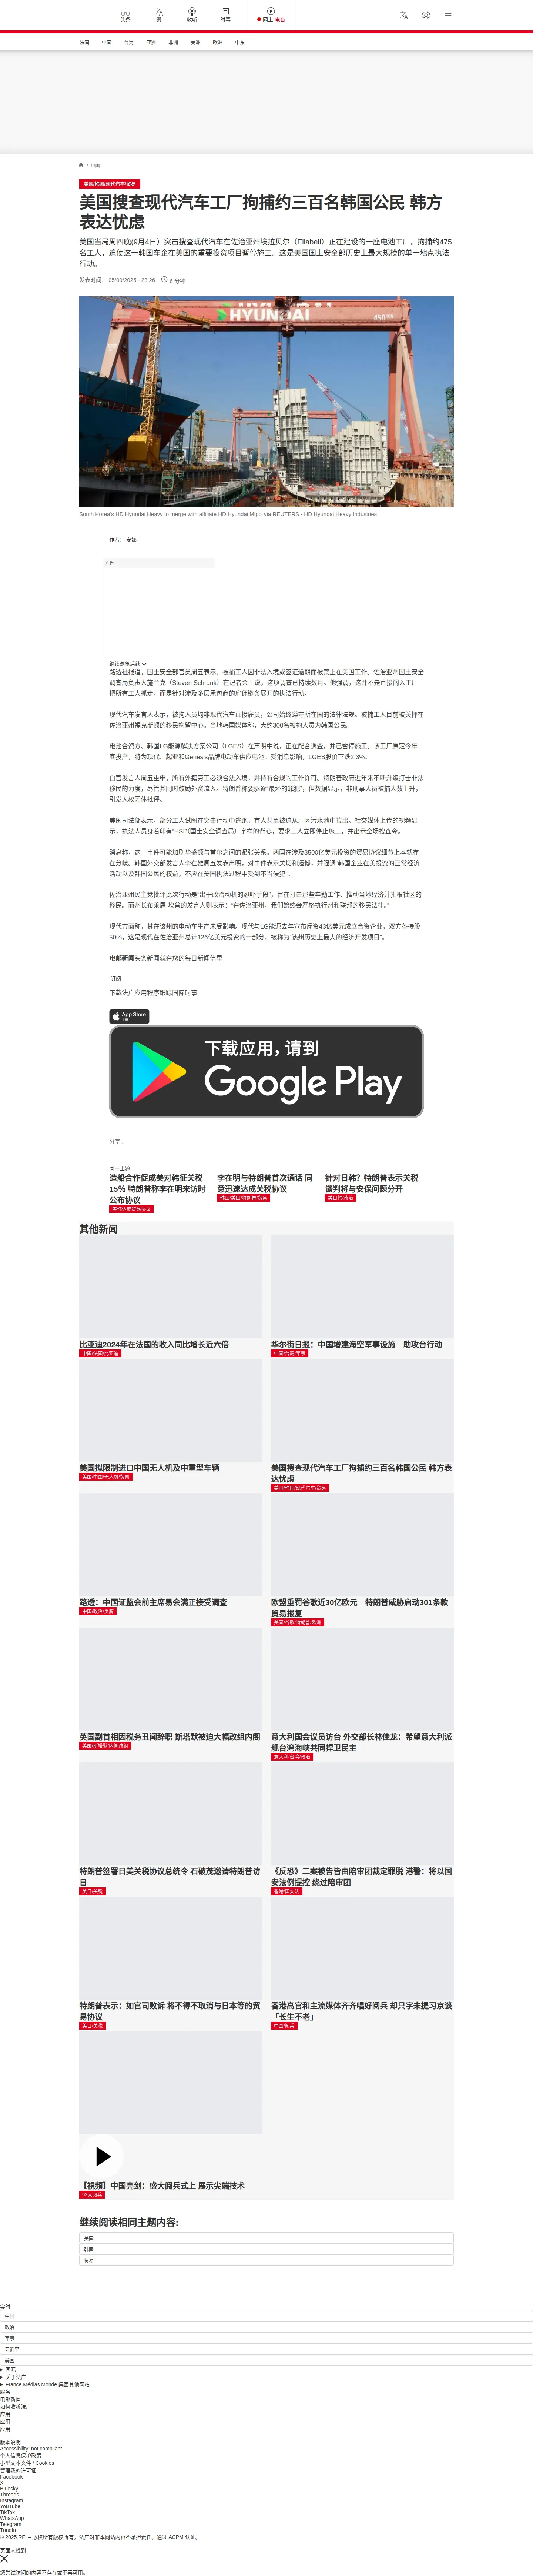 头条
繁
收听
时事
网上 电台
法国
中国
台海
亚洲
非洲
美洲
欧洲
中东
/ 美国
美国/韩国/现代汽车/贸易
美国搜查现代汽车工厂拘捕约三百名韩国公民 韩方表达忧虑
美国当局周四晚(9月4日）突击搜查现代汽车在佐治亚州埃拉贝尔（Ellabell）正在建设的一座电池工厂，拘捕约475名工人，迫使这一韩国车企在美国的重要投资项目暂停施工。这是美国国土安全部历史上最大规模的单一地点执法行动。
发表时间： 05/09/2025 - 23:26
6 分钟
HYUNDAI
450
South Korea's HD Hyundai Heavy to merge with affiliate HD Hyundai Mipo via REUTERS - HD Hyundai Heavy Industries
作者： 安娜
广告
继续浏览后续
路透社报道，国土安全部官员周五表示，被捕工人因非法入境或签证逾期而被禁止在美国工作。佐治亚州国土安全调查局负责人施兰克（Steven Schrank）在记者会上说，这项调查已持续数月。他强调，这并不是直接闯入工厂把所有工人抓走，而是针对涉及多层承包商的雇佣链条展开的执法行动。
现代汽车发言人表示，被拘人员均非现代汽车直接雇员，公司始终遵守所在国的法律法规。被捕工人目前被关押在佐治亚州福克斯顿的移民拘留中心。当地韩国媒体称，大约300名被拘人员为韩国公民。
电池合资方、韩国LG能源解决方案公司（LGES）在声明中说，正在配合调查，并已暂停施工。该工厂原定今年底投产，将为现代、起亚和Genesis品牌电动车供应电池。受消息影响，LGES股价下跌2.3%。
白宫发言人周五重申，所有外籍劳工必须合法入境，并持有合规的工作许可。特朗普政府近年来不断升级打击非法移民的力度，尽管其同时鼓励外资流入。特朗普称要驱逐“最坏的罪犯”，但数据显示，非刑事人员被捕人数上升，引发人权团体批评。
美国司法部表示，部分工人试图在突击行动中逃跑，有人甚至被迫从厂区污水池中拉出。社交媒体上传的视频显示，执法人员身着印有“HSI”（国土安全调查局）字样的背心，要求工人立即停止施工，并出示全场搜查令。
消息称，这一事件可能加剧华盛顿与首尔之间的紧张关系。两国在涉及3500亿美元投资的贸易协议细节上本就存在分歧。韩国外交部发言人李在雄周五发表声明，对事件表示关切和遗憾，并强调“韩国企业在美投资的正常经济活动以及韩国公民的权益，不应在美国执法过程中受到不当侵犯”。
佐治亚州民主党批评此次行动是“出于政治动机的恐吓手段”，旨在打击那些辛勤工作、推动当地经济并扎根社区的移民。而州长布莱恩·坎普的发言人则表示：“在佐治亚州，我们始终会严格执行州和联邦的移民法律。”
现代方面称，其在该州的电动车生产未受影响。现代与LG能源去年宣布斥资43亿美元成立合资企业，双方各持股50%，这是现代在佐治亚州总计126亿美元投资的一部分，被称为“该州历史上最大的经济开发项目”。
电邮新闻头条新闻就在您的每日新闻信里
订阅
下载法广应用程序跟踪国际时事
App Store
下载应用，请到
Google Play
分享 :
同一主题
造船合作促成美对韩征关税15% 特朗普称李在明来访时公布协议
美韩达成贸易协议
李在明与特朗普首次通话 同意迅速达成关税协议
韩国/美国/特朗普/贸易
针对日韩？特朗普表示关税谈判将与安保问题分开
美日韩/政治
其他新闻
比亚迪2024年在法国的收入同比增长近六倍
中国/法国/比亚迪
华尔街日报：中国增建海空军事设施　助攻台行动
中国/台湾/军事
美国拟限制进口中国无人机及中重型车辆
美国/中国/无人机/贸易
美国搜查现代汽车工厂拘捕约三百名韩国公民 韩方表达忧虑
美国/韩国/现代汽车/贸易
路透：中国证监会前主席易会满正接受调查
中国/政治/贪腐
欧盟重罚谷歌近30亿欧元　特朗普威胁启动301条款贸易报复
美国/谷歌/特朗普/欧洲
英国副首相因税务丑闻辞职 斯塔默被迫大幅改组内阁
英国/斯塔默/内阁改组
意大利国会议员访台 外交部长林佳龙：希望意大利派舰台湾海峡共同捍卫民主
意大利/台湾/政治
特朗普签署日美关税协议总统令 石破茂邀请特朗普访日
美日/关税
《反恐》二案被告皆由陪审团裁定罪脱 港警：将以国安法例提控 绕过陪审团
香港/国安法
特朗普表示：如官司败诉 将不得不取消与日本等的贸易协议
美日/关税
香港高官和主流媒体齐齐唱好阅兵 却只字未提习京谈「长生不老」
中国/阅兵
【视频】中国亮剑：盛大阅兵式上 展示尖端技术
93大阅兵
继续阅读相同主题内容:
美国
韩国
贸易
实时
中国
政治
军事
习近平
美国
国际
关于法广
France Médias Monde 集团其他网站
服务
电邮新闻
如何收听法广
应用
应用
应用
版本说明
Accessibility: not compliant
个人信息保护政策
小型文本文件 / Cookies
管理我的许可证
Facebook
X
Bluesky
Threads
Instagram
YouTube
TikTok
WhatsApp
Telegram
TuneIn
© 2025 RFI – 版权所有版权所有。法广对非本网站内容不承担责任。通过 ACPM 认证。
页面未找到
您尝试访问的内容不存在或不再可用。